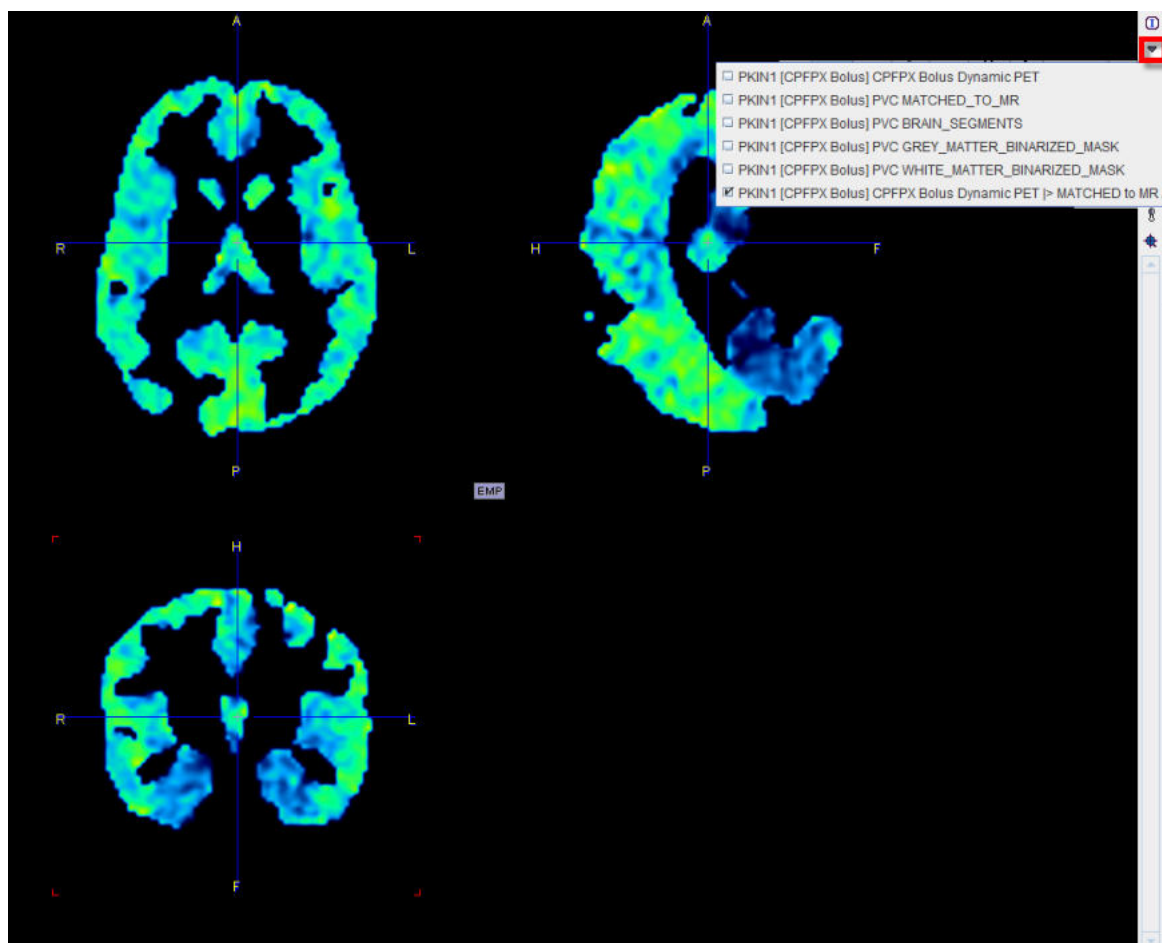 A
A
PKIN1 [CPFPX Bolus] CPFPX Bolus Dynamic PET
PKIN1 [CPFPX Bolus] PVC MATCHED_TO_MR
PKIN1 [CPFPX Bolus] PVC BRAIN_SEGMENTS
PKIN1 [CPFPX Bolus] PVC GREY_MATTER_BINARIZED_MASK
PKIN1 [CPFPX Bolus] PVC WHITE_MATTER_BINARIZED_MASK
PKIN1 [CPFPX Bolus] CPFPX Bolus Dynamic PET |> MATCHED to MR
R
L
H
F
P
P
EMP
H
R
L
F